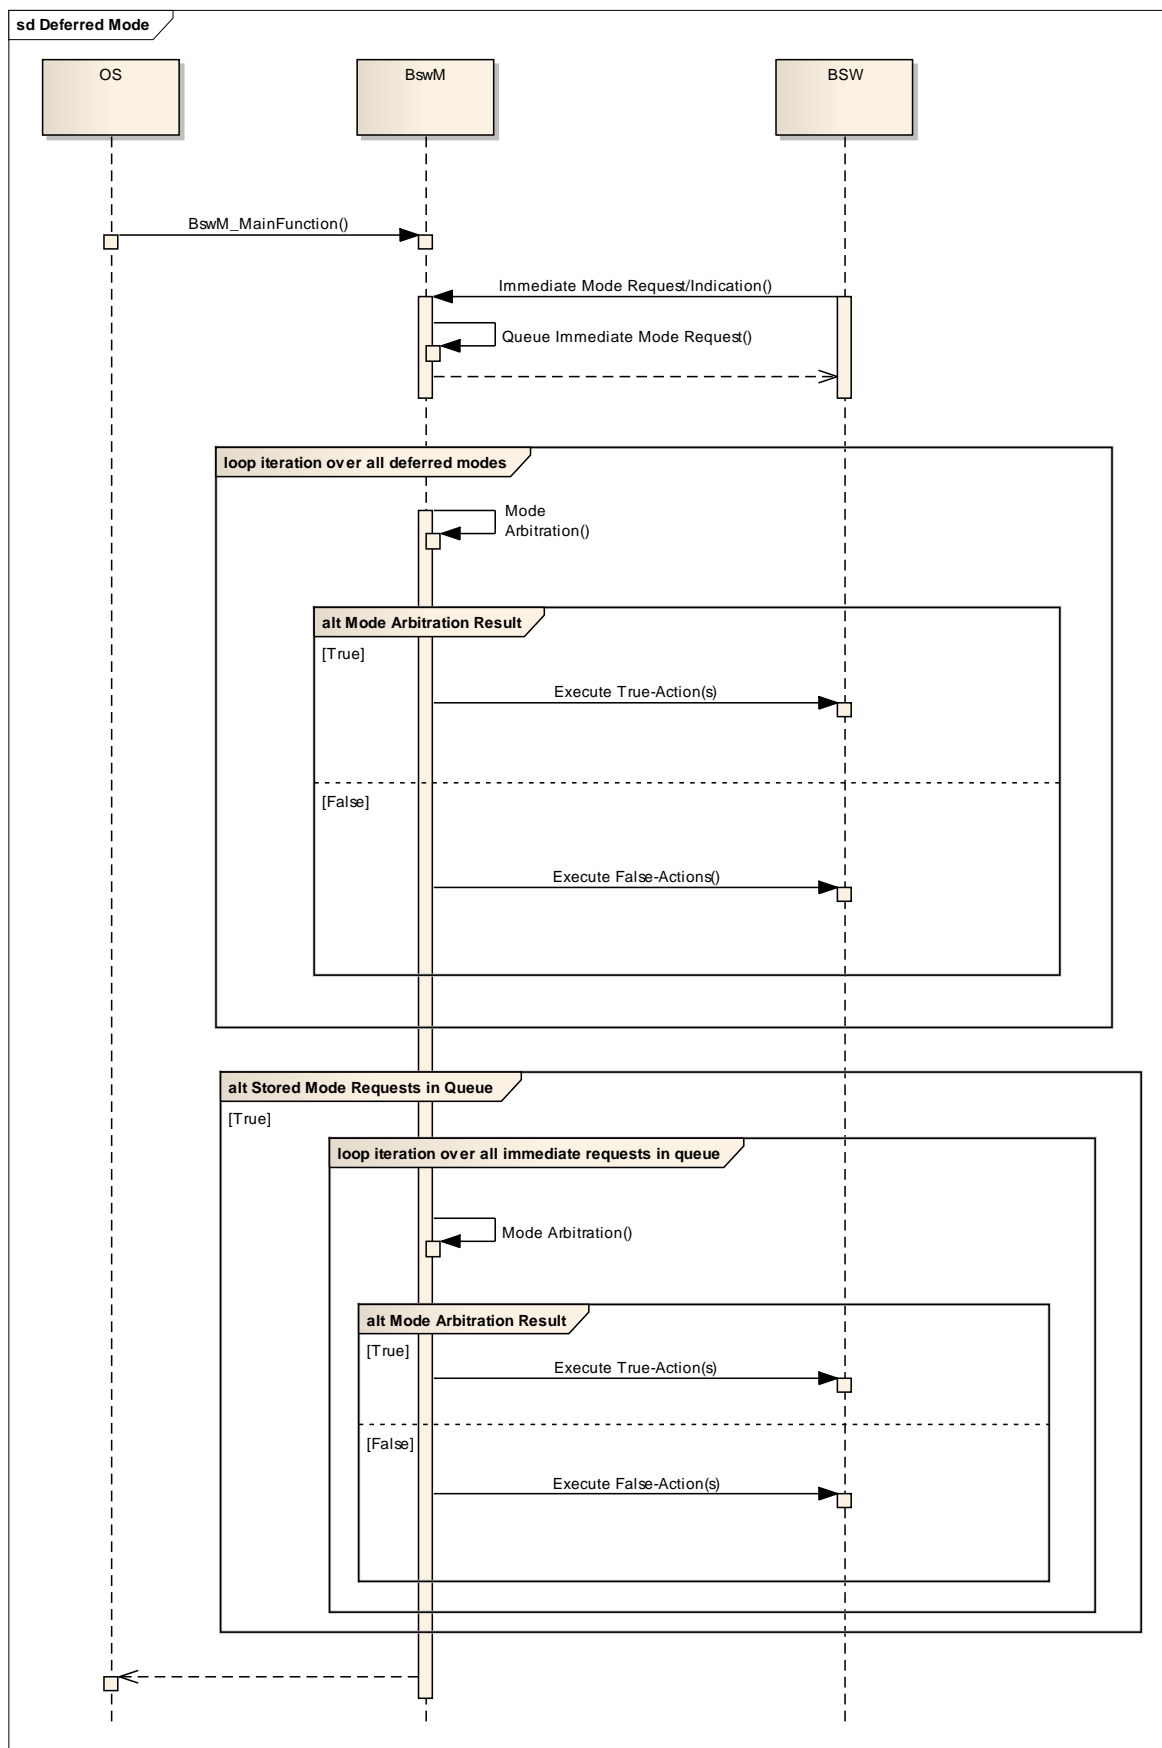 sd Deferred Mode
OS
BswM
BSW
BswM_MainFunction()
Immediate Mode Request/Indication()
Queue Immediate Mode Request()
loop iteration over all deferred modes
Mode
Arbitration()
alt Mode Arbitration Result
[True]
Execute True-Action(s)
[False]
Execute False-Actions()
alt Stored Mode Requests in Queue
[True]
loop iteration over all immediate requests in queue
Mode Arbitration()
alt Mode Arbitration Result
[True]
Execute True-Action(s)
[False]
Execute False-Action(s)